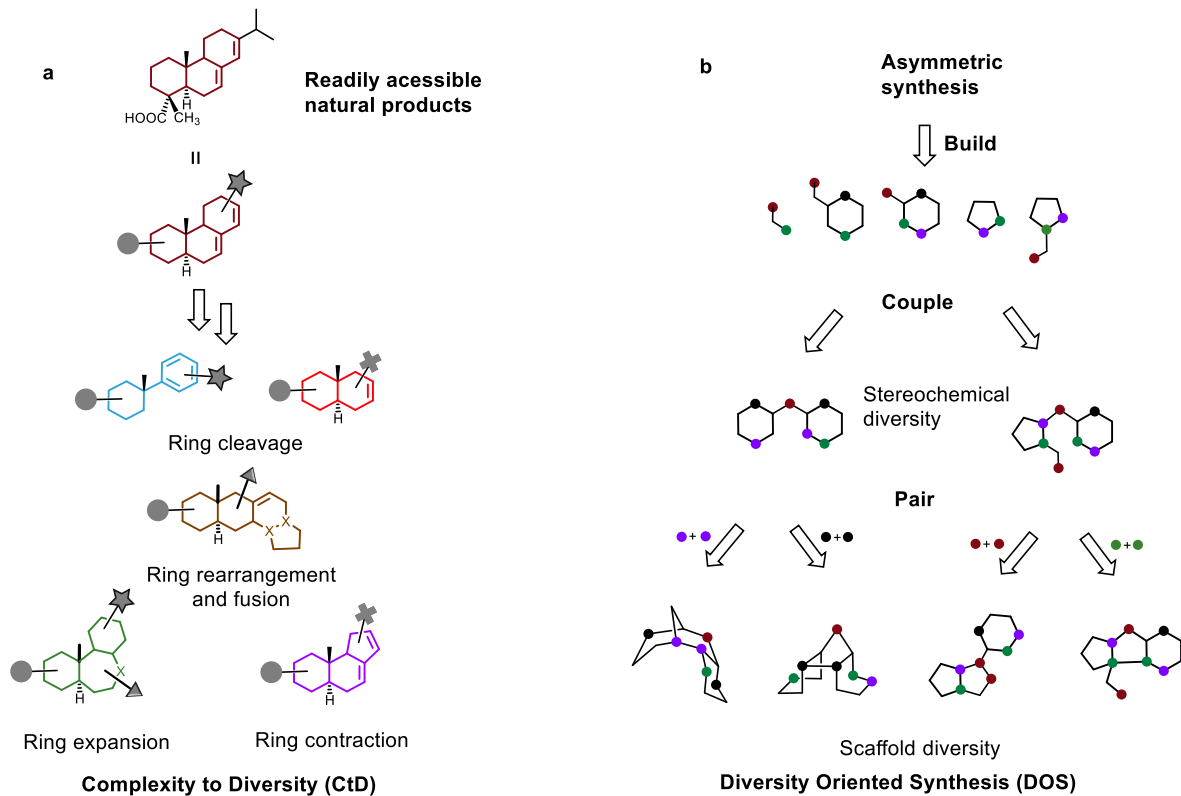 a
Readily acessible
natural products
HOOC CH3
H
=
H
Ring cleavage
H
X X
H
Ring rearrangement
and fusion
X
H
H
Ring expansion
Ring contraction
Complexity to Diversity (CtD)
b
Asymmetric
synthesis
Build
Couple
Stereochemical
diversity
Pair
+
+
+
+
Scaffold diversity
Diversity Oriented Synthesis (DOS)